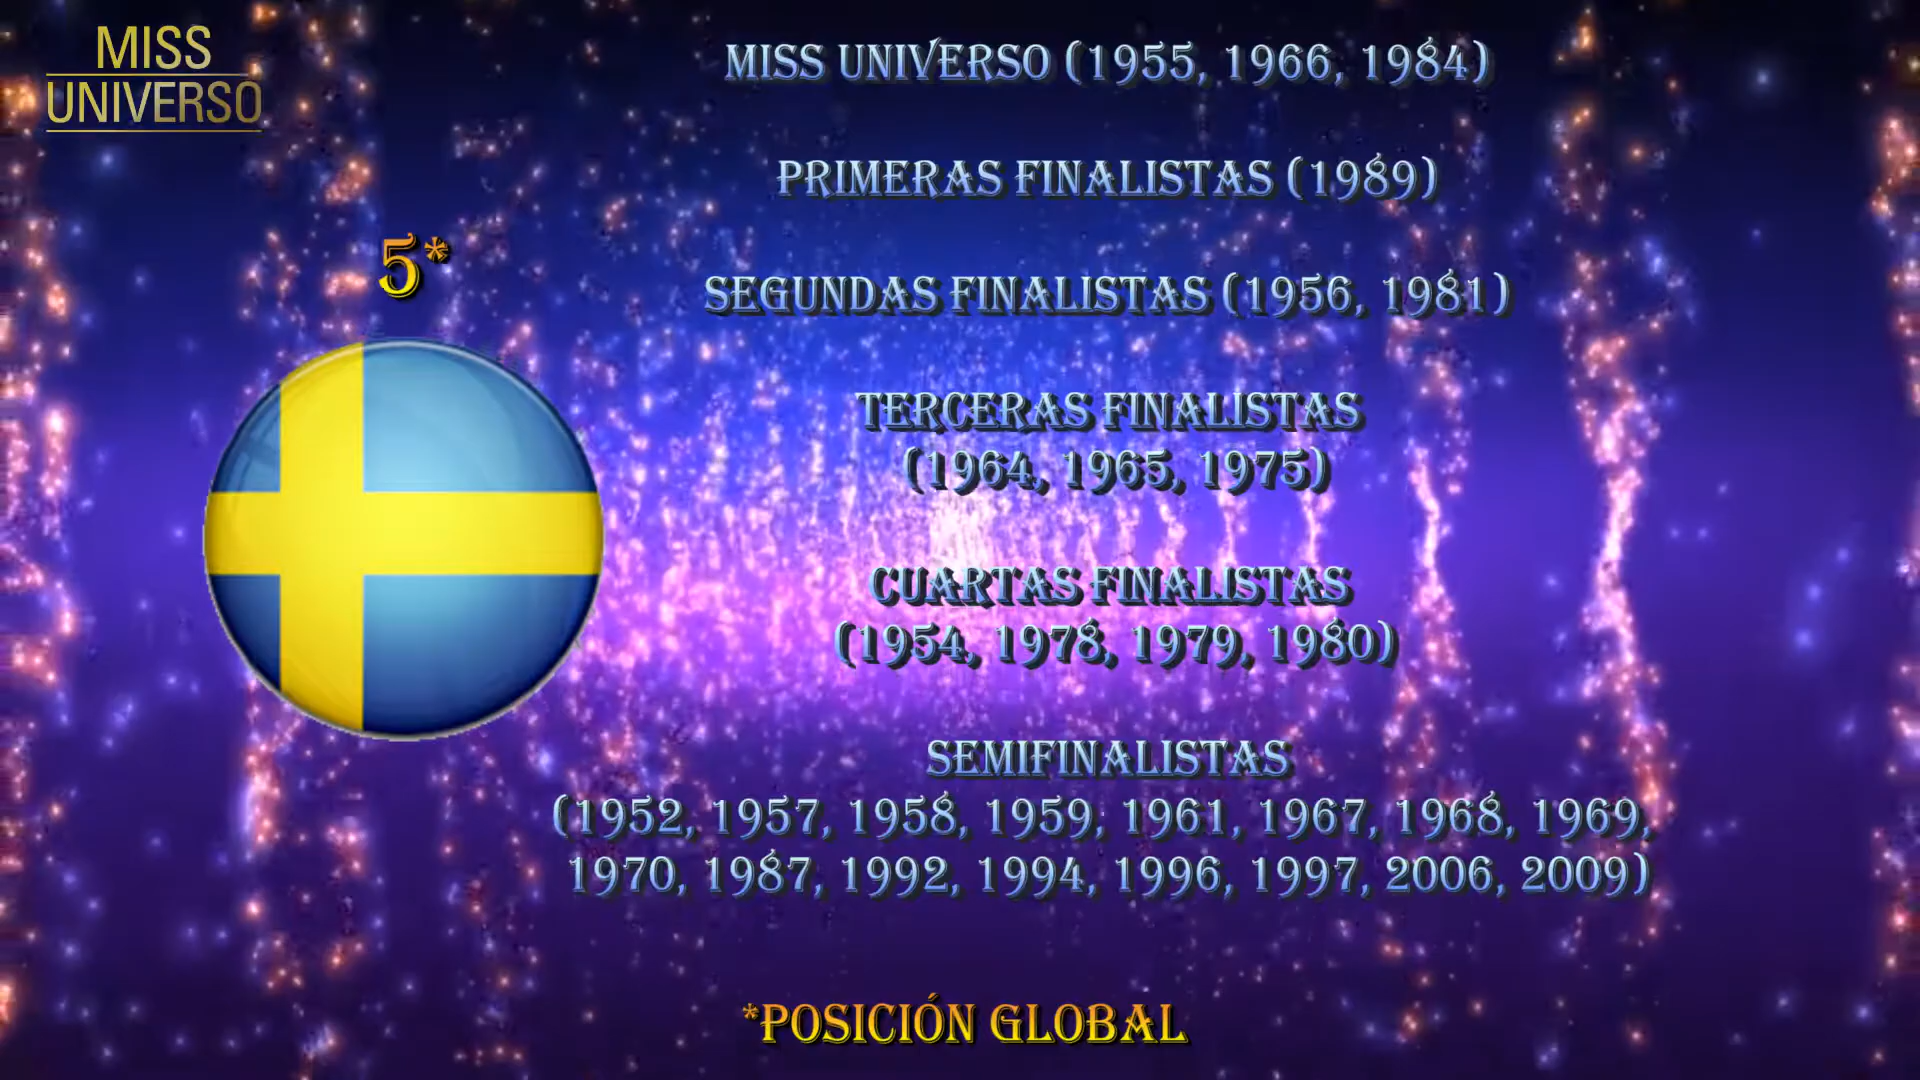 MISS
UNIVERSO
MISS UNIVERSO (1955, 1966, 1984)
PRIMERAS FINALISTAS (1989)
5*
SEGUNDAS FINALISTAS (1956, 1981)
TERCERAS FINALISTAS
(1964, 1965, 1975)
CUARTAS FINALISTAS
(1954, 1978, 1979, 1980)
SEMIFINALISTAS
(1952, 1957, 1958, 1959, 1961, 1967, 1968, 1969,
1970, 1987, 1992, 1994, 1996, 1997, 2006, 2009)
*POSICIÓN GLOBAL